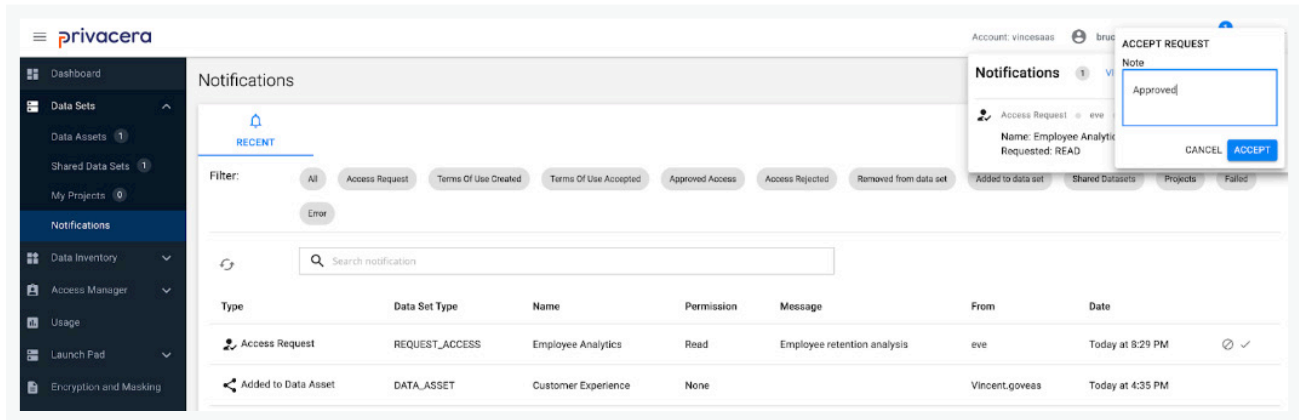 privacera
Account: vincesaas
Dashboard
Data Sets
Data Assets 1
Shared Data Sets 1
My Projects 0
Notifications
Data Inventory
Access Manager
Usage
Launch Pad
Encryption and Masking
Notifications
RECENT
Filter:
All Access Request Terms Of Use Created Terms Of Use Accepted Approved Access Access Rejected Removed from data set Added to data set Shared Datasets Projects Failed
Error
Search notification
Type Data Set Type Name Permission Message From Date
Access Request REQUEST_ACCESS Employee Analytics Read Employee retention analysis eve Today at 8:29 PM
Added to Data Asset DATA_ASSET Customer Experience None Vincent.goveas Today at 4:35 PM
Notifications 1
Access Request eve
Name: Employee Analytic
Requested: READ
ACCEPT REQUEST
Note
Approved
CANCEL ACCEPT